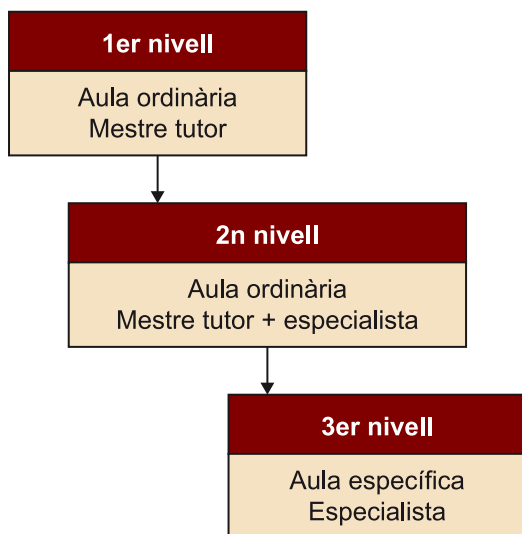 1er nivell
Aula ordinària
Mestre tutor
2n nivell
Aula ordinària
Mestre tutor + especialista
3er nivell
Aula específica
Especialista